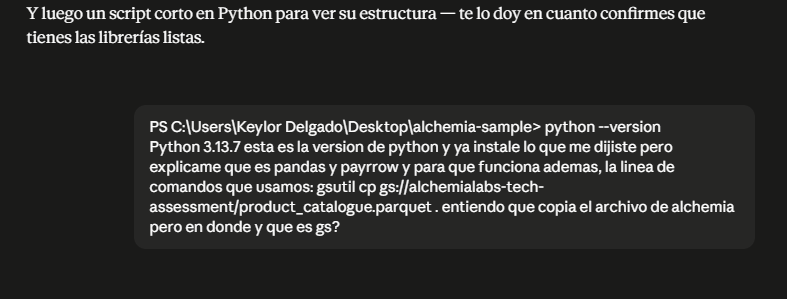 Y luego un script corto en Python para ver su estructura — te lo doy en cuanto confirmes que
tienes las librerías listas.
PS C:\Users\Keylor Delgado\Desktop\alchemia-sample> python --version
Python 3.13.7 esta es la version de python y ya instale lo que me dijiste pero
explicame que es pandas y payrrow y para que funciona ademas, la linea de
comandos que usamos: gsutil cp gs://alchemialabs-tech-
assessment/product_catalogue.parquet . entiendo que copia el archivo de alchemia
pero en donde y que es gs?